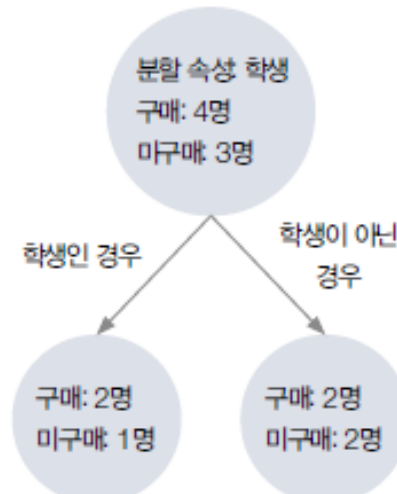 분할 속성: 학생
구매: 4명
미구매: 3명
학생인 경우
학생이 아닌
경우
구매: 2명
미구매: 1명
구매: 2명
미구매: 2명